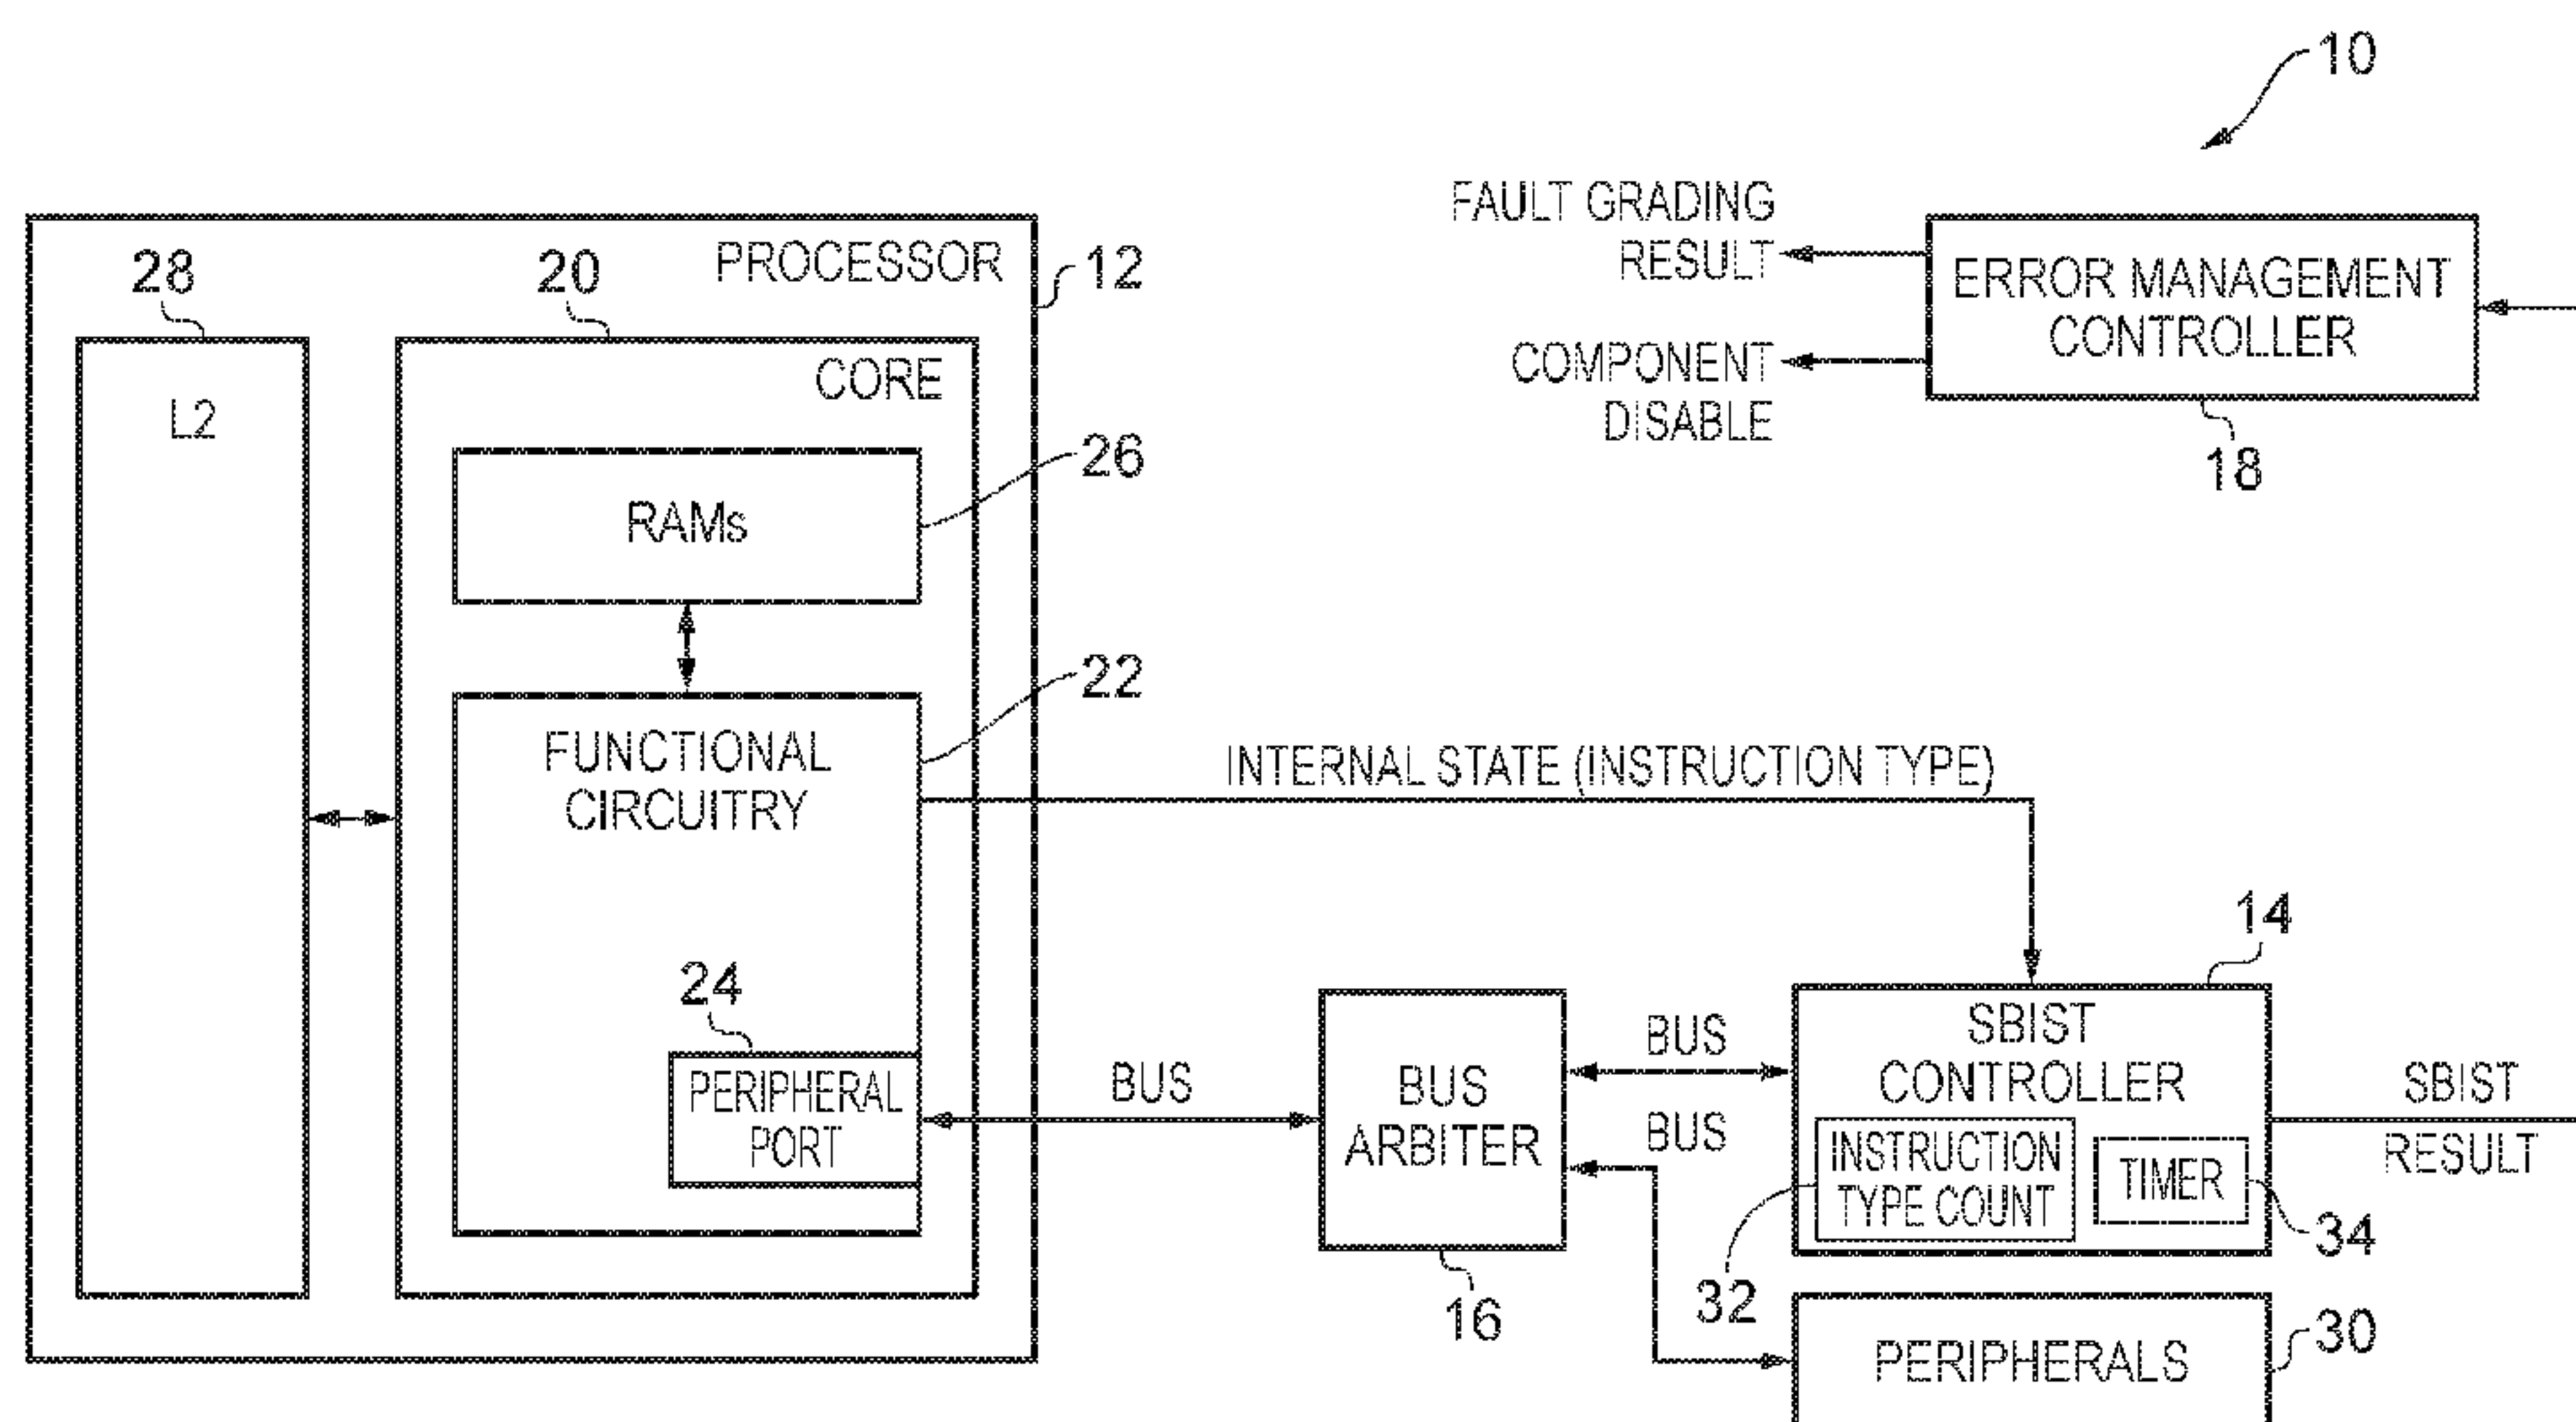 10
FAULT GRADING
RESULT
COMPONENT
DISABLE
ERROR MANAGEMENT
CONTROLLER
18
PROCESSOR
12
28
L2
20
CORE
RAMs
26
FUNCTIONAL
CIRCUITRY
22
24
PERIPHERAL
PORT
INTERNAL STATE (INSTRUCTION TYPE)
BUS
BUS
ARBITER
16
BUS
BUS
14
SBIST
CONTROLLER
INSTRUCTION
TYPE COUNT
32
TIMER
34
SBIST
RESULT
PERIPHERALS
30